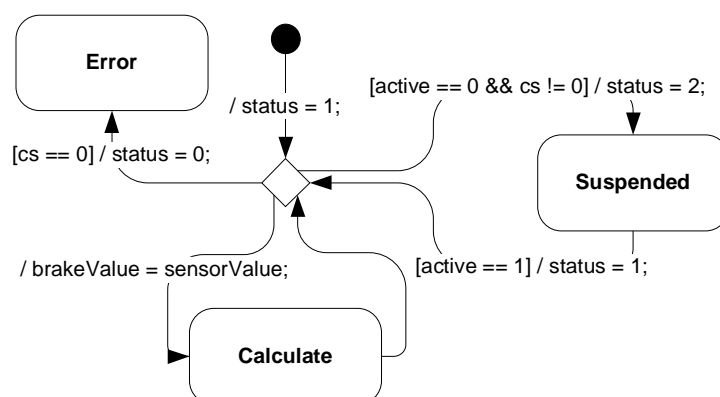 Error
/ status = 1;
[active == 0 && cs != 0] / status = 2;
[cs == 0] / status = 0;
Suspended
/ brakeValue = sensorValue;
[active == 1] / status = 1;
Calculate